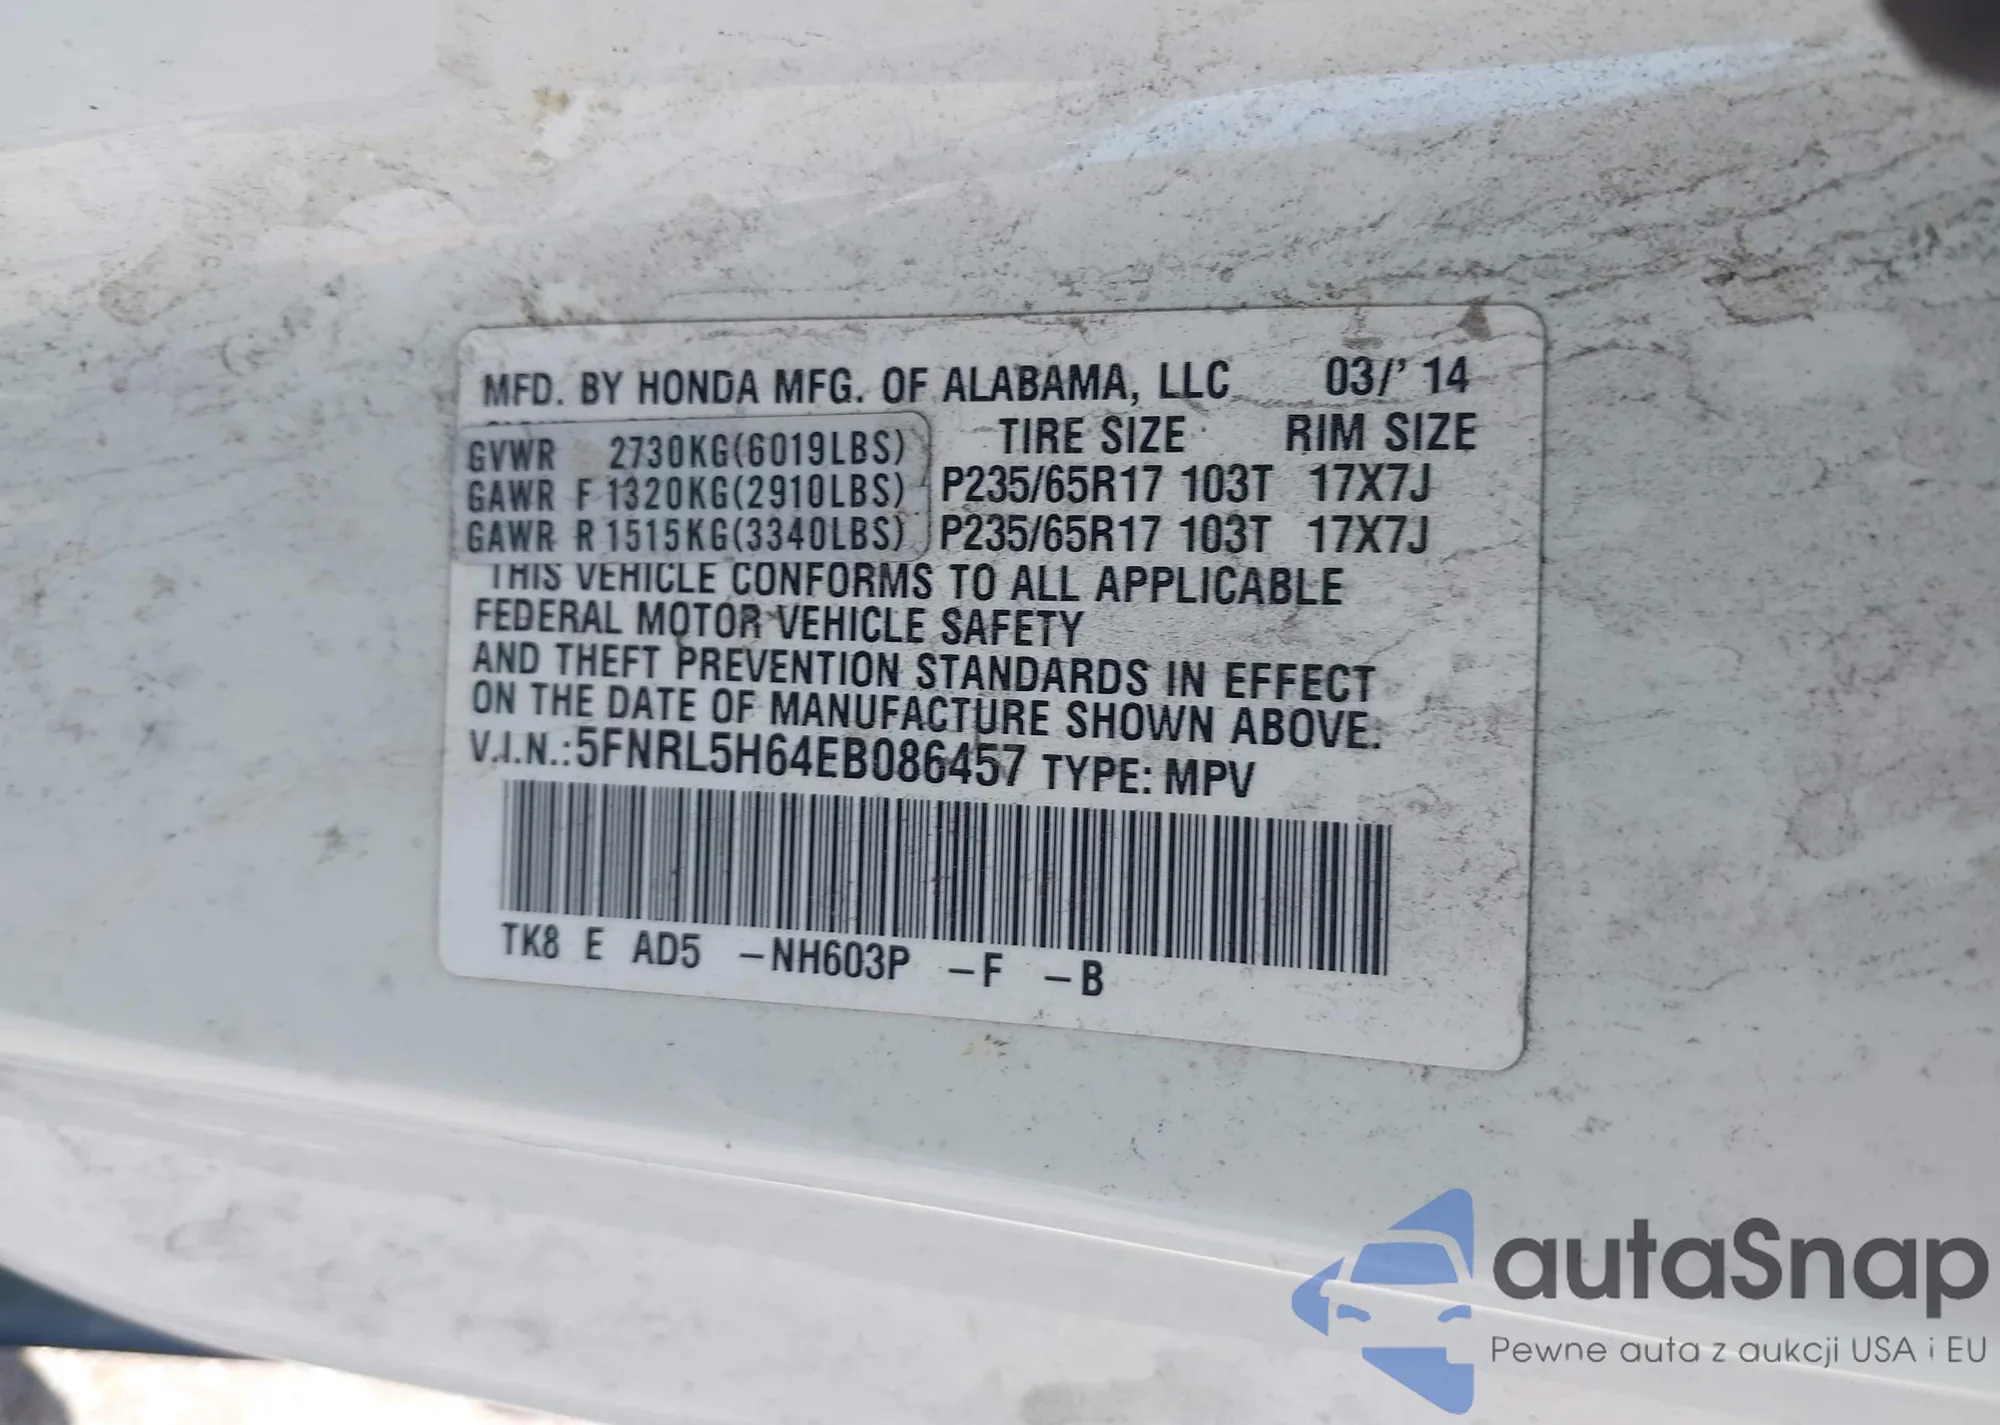 MFD. BY HONDA MFG. OF ALABAMA, LLC 03/' 14
TIRE SIZE RIM SIZE
GVWR 2730KG(6019LBS)
GAWR F 1320KG(2910LBS) P235/65R17 103T 17X7J
GAWR R 1515KG(3340LBS) P235/65R17 103T 17X7J
THIS VEHICLE CONFORMS TO ALL APPLICABLE
FEDERAL MOTOR VEHICLE SAFETY
AND THEFT PREVENTION STANDARDS IN EFFECT
ON THE DATE OF MANUFACTURE SHOWN ABOVE.
V.I.N.:5FNRL5H64EB086457 TYPE: MPV
TK8 E AD5 -NH603P -F -B
autaSnap
Pewne auta z aukcji USA i EU